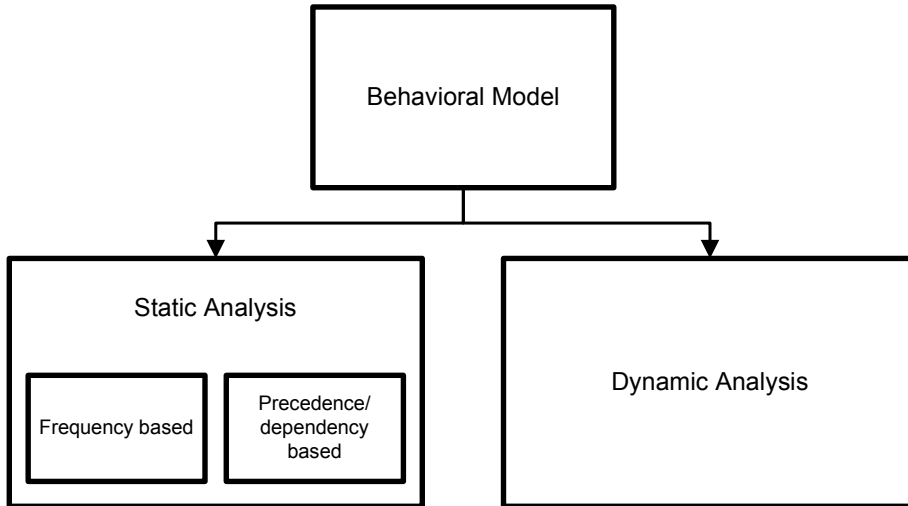 Behavioral Model
Static Analysis
Frequency based
Precedence/
dependency
based
Dynamic Analysis